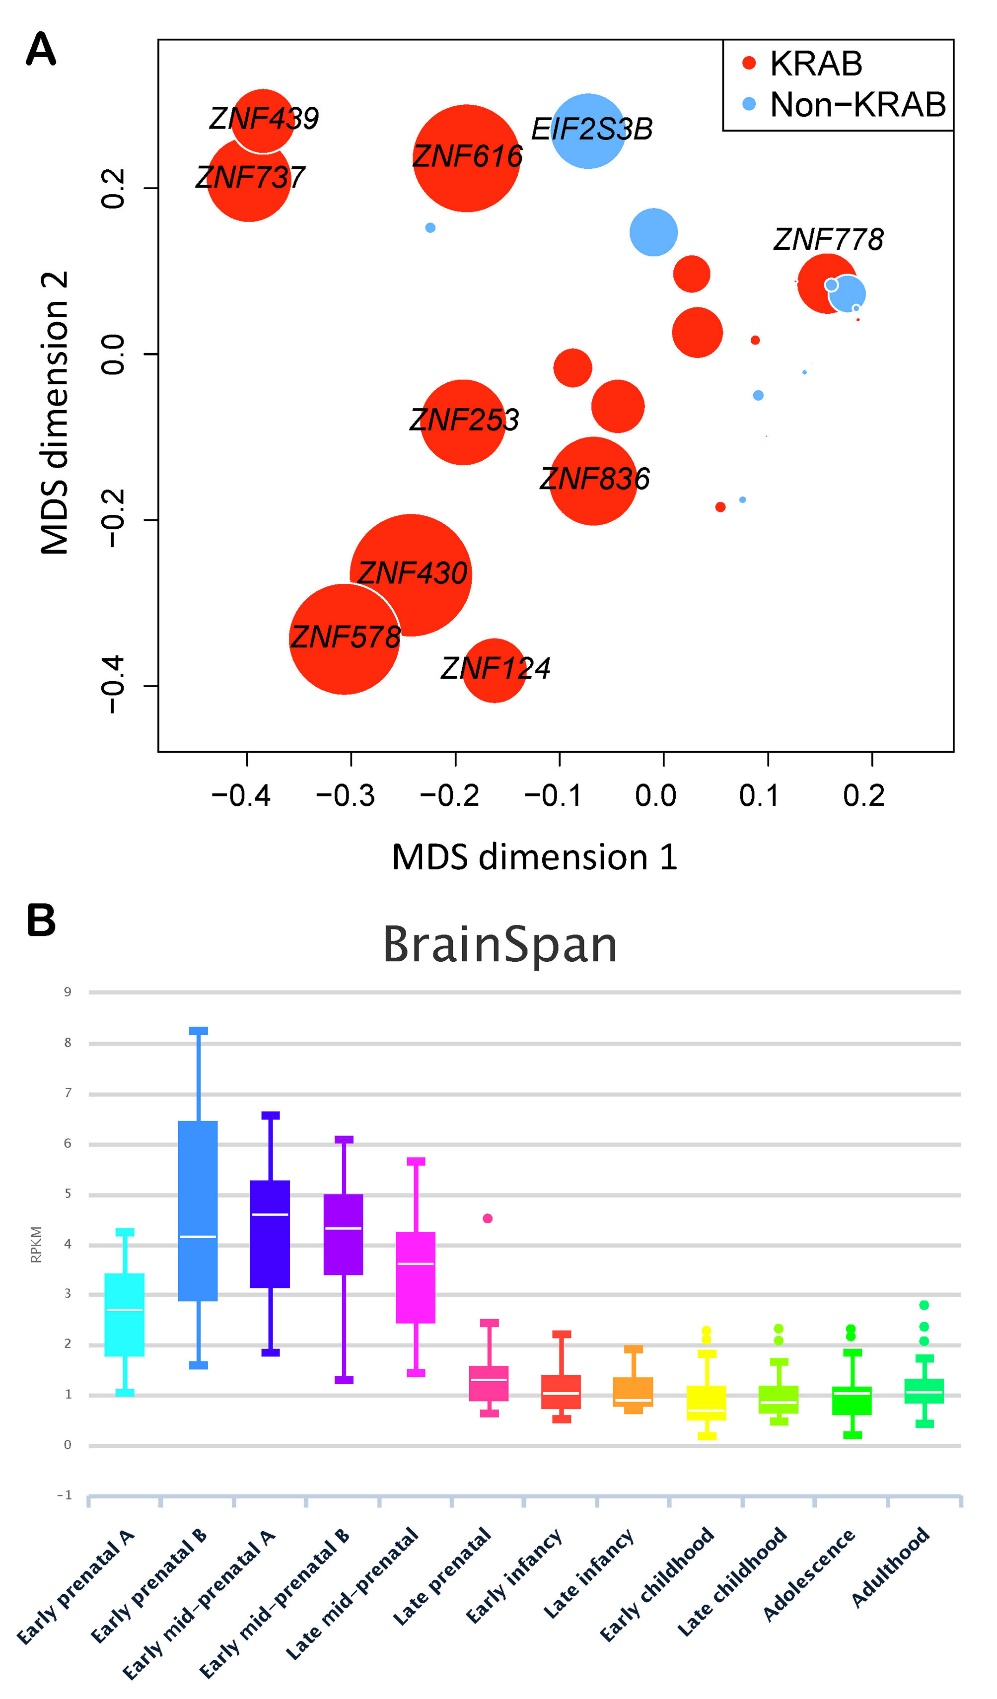 A
KRAB
Non−KRAB
ZNF439
ZNF737
ZNF616
EIF2S3B
ZNF778
ZNF253
ZNF836
ZNF430
ZNF578
ZNF124
MDS dimension 2
0.2
0.0
−0.2
−0.4
−0.4
−0.3
−0.2
−0.1
0.0
0.1
0.2
MDS dimension 1
B
BrainSpan
RPKM
9
8
7
6
5
4
3
2
1
0
−1
Early prenatal A
Early prenatal B
Early mid−prenatal A
Early mid−prenatal B
Late mid−prenatal
Late prenatal
Early infancy
Late infancy
Early childhood
Late childhood
Adolescence
Adulthood